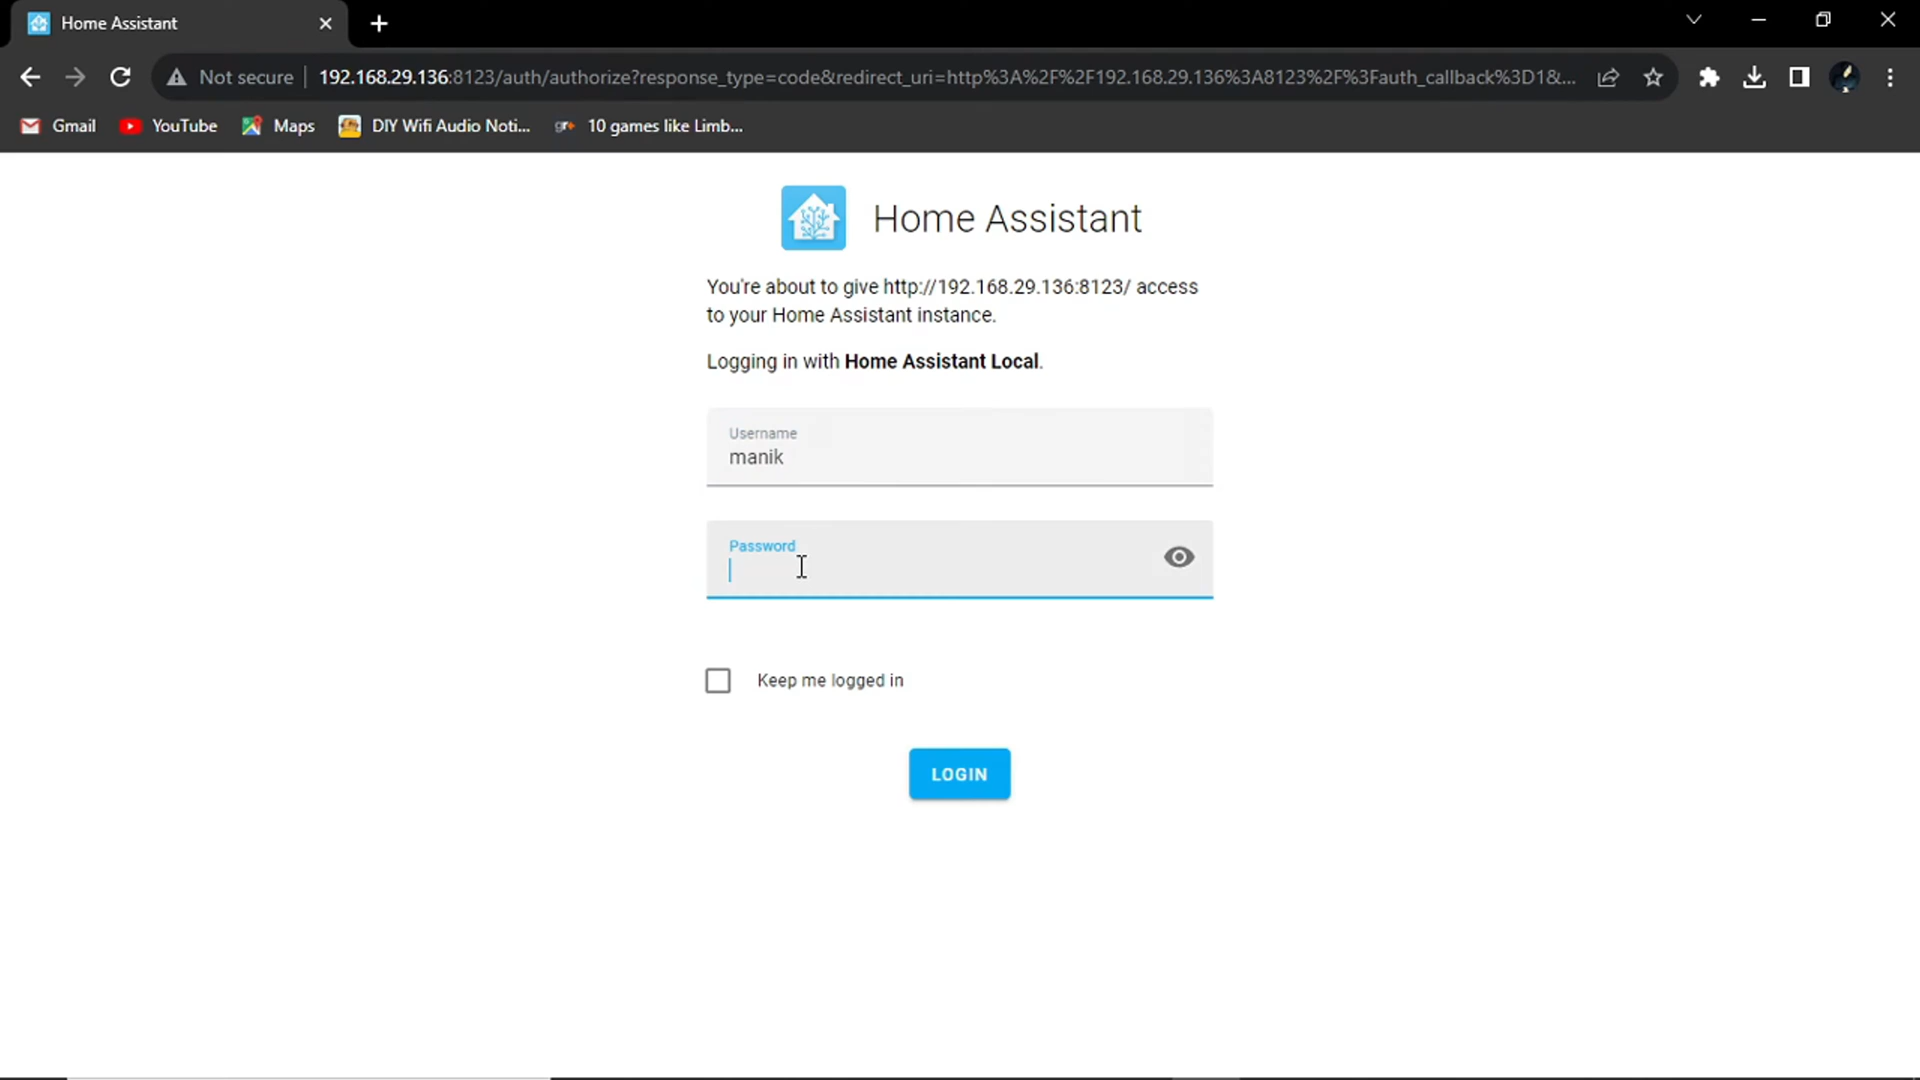 Home Assistant
Not secure
192.168.29.136:8123/auth/authorize?response_type=code&redirect_uri=http%3A%2F%2F192.168.29.136%3A8123%2F%3Fauth_callback%3D1&...
Gmail YouTube Maps DIY Wifi Audio Noti... 10 games like Limb...
Home Assistant
You're about to give http://192.168.29.136:8123/ access
to your Home Assistant instance.
Logging in with Home Assistant Local.
Username
manik
Password
Keep me logged in
LOGIN